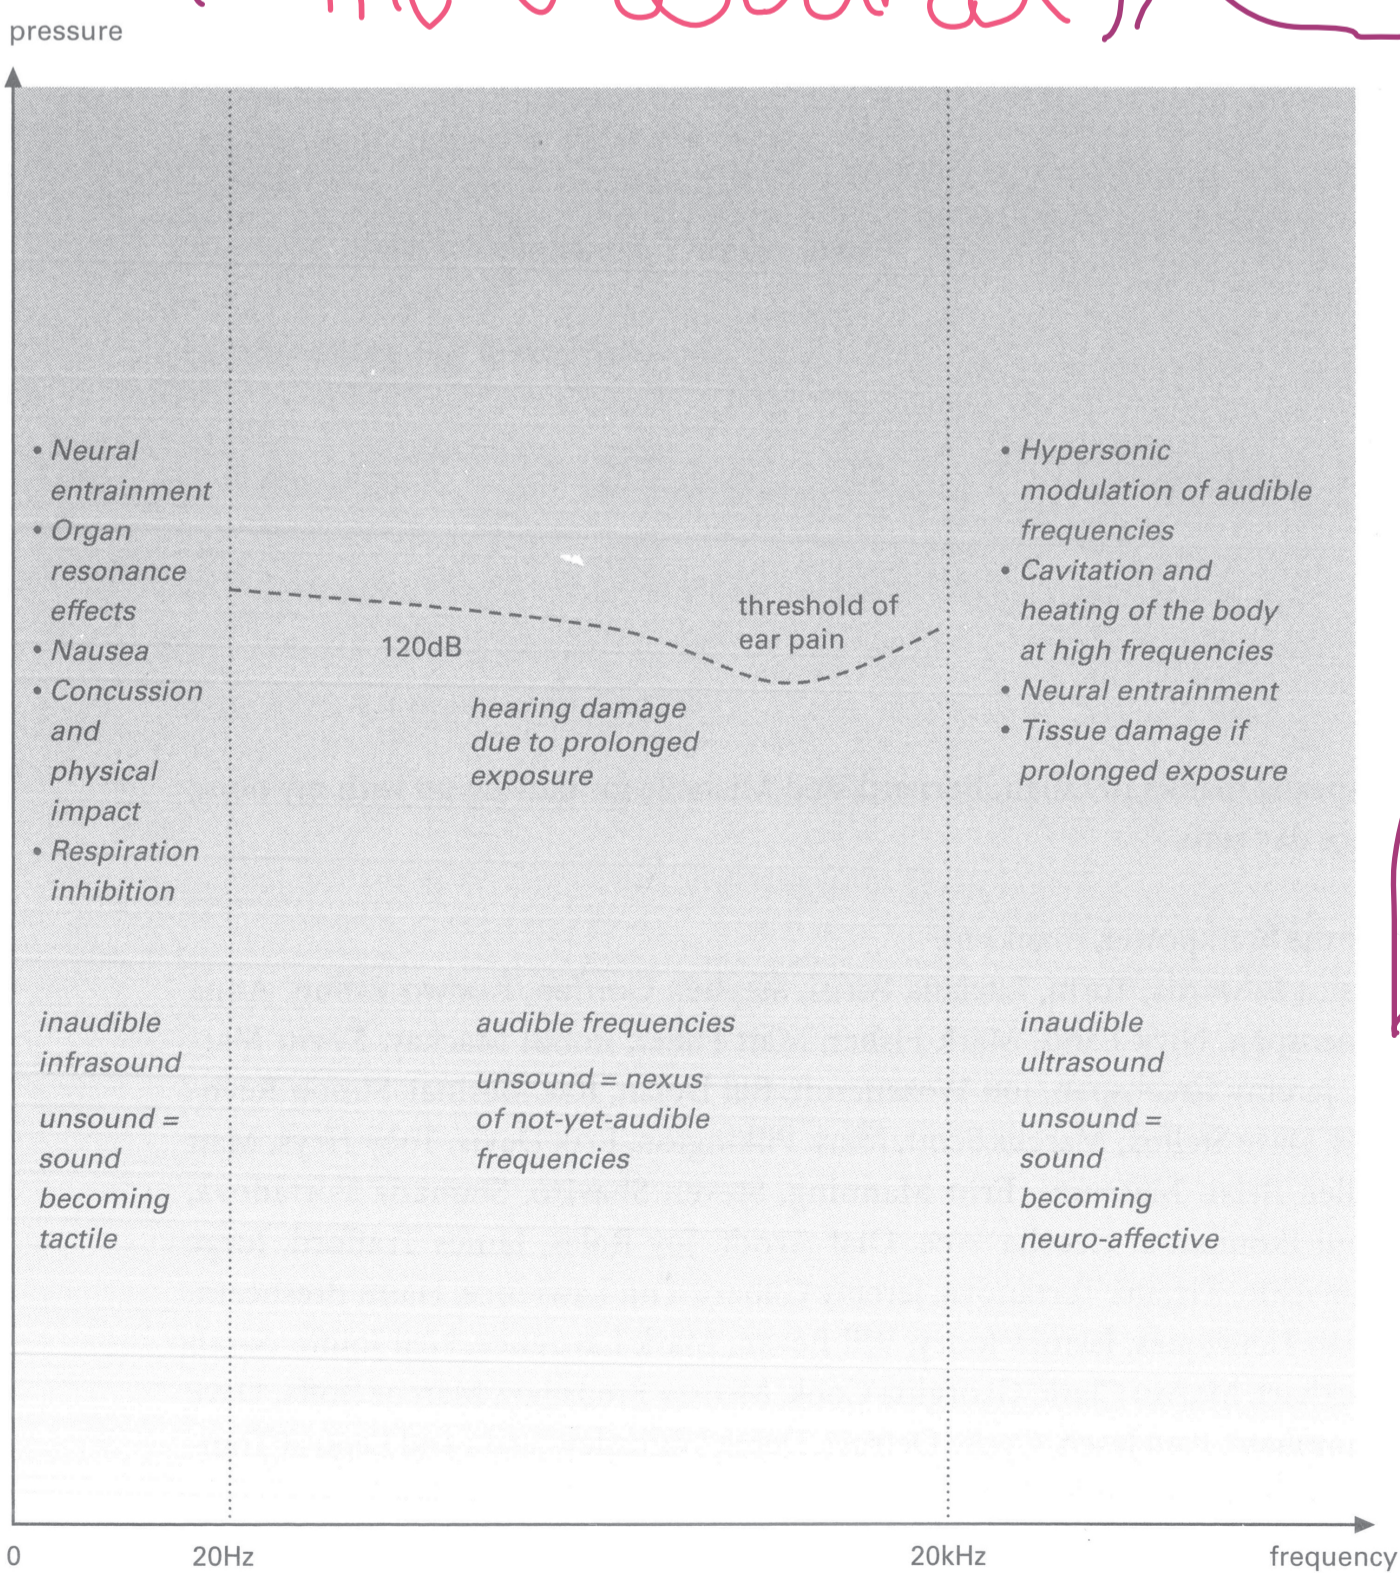 pressure
• Neural
entrainment
• Organ
resonance
effects
• Nausea
• Concussion
and
physical
impact
• Respiration
inhibition
120dB
threshold of
ear pain
hearing damage
due to prolonged
exposure
• Hypersonic
modulation of audible
frequencies
• Cavitation and
heating of the body
at high frequencies
• Neural entrainment
• Tissue damage if
prolonged exposure
inaudible
infrasound
unsound =
sound
becoming
tactile
audible frequencies
unsound = nexus
of not-yet-audible
frequencies
inaudible
ultrasound
unsound =
sound
becoming
neuro-affective
0
20Hz
20kHz
frequency